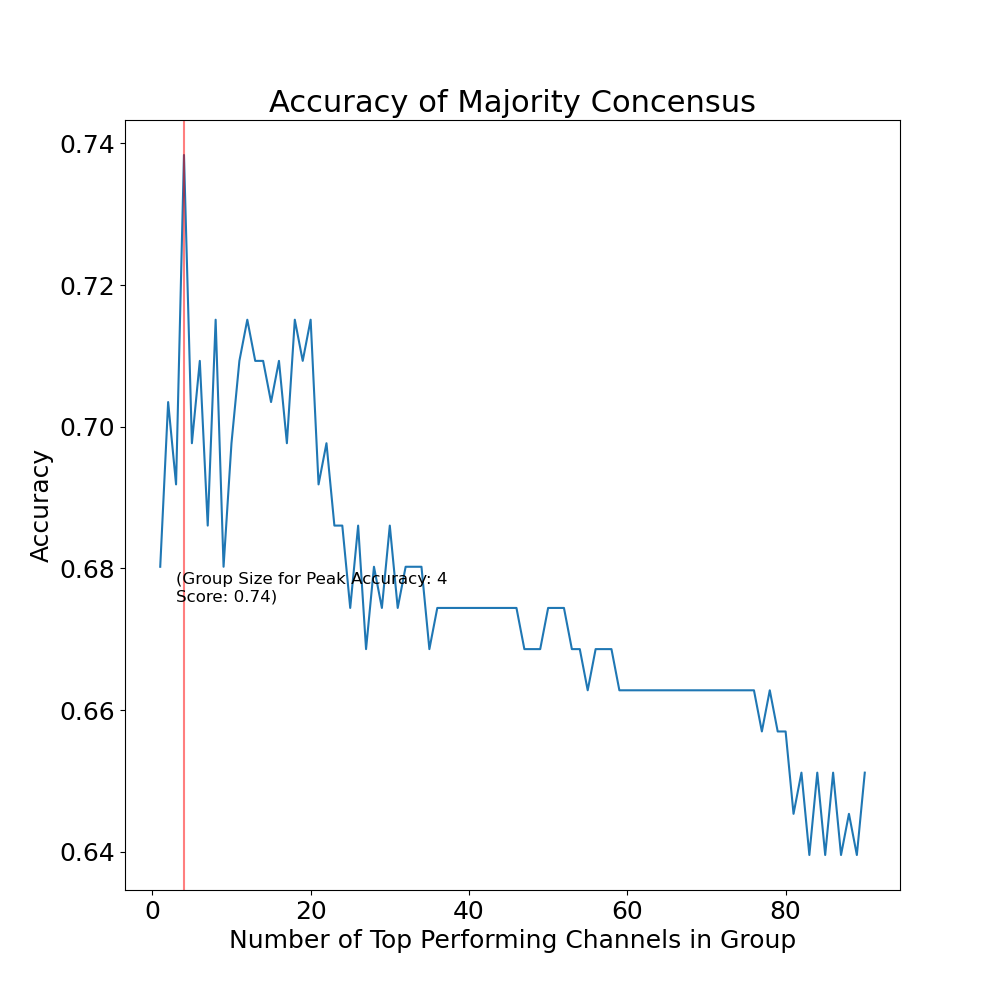 Accuracy of Majority Concensus
0.74
0.72
0.70
0.68
0.66
0.64
Accuracy
(Group Size for Peak Accuracy: 4
Score: 0.74)
0 20 40 60 80
Number of Top Performing Channels in Group